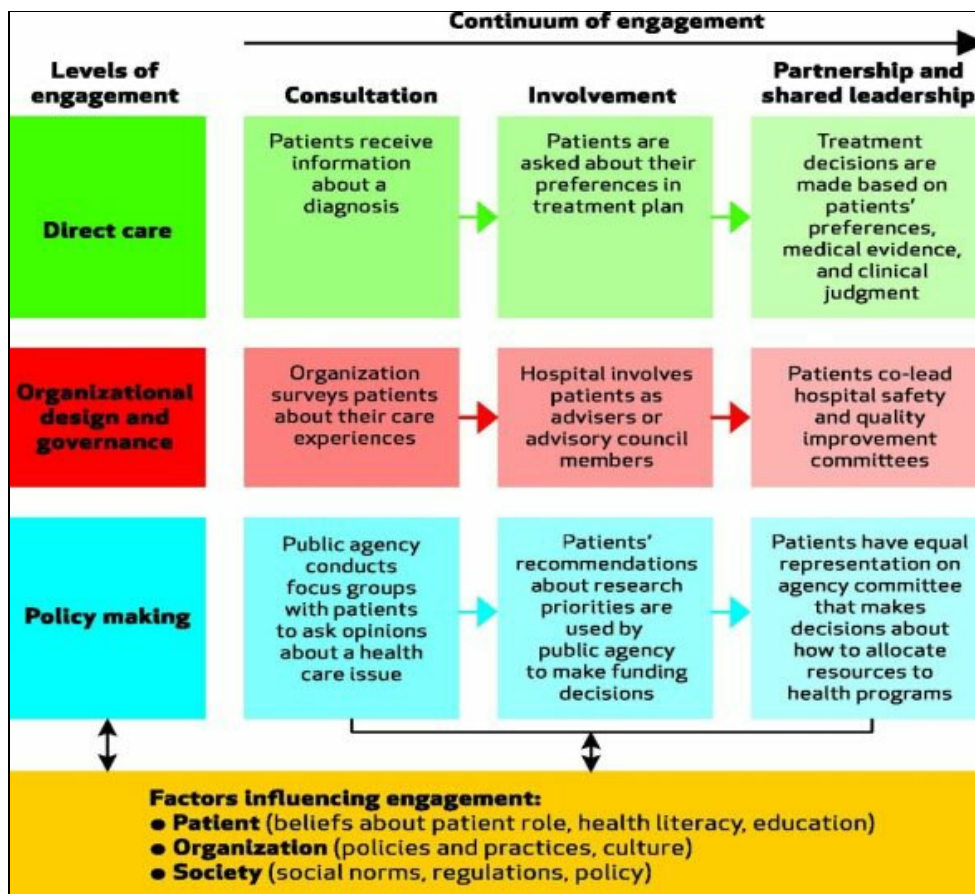 Continuum of engagement
Levels of
engagement
Consultation
Involvement
Partnership and
shared leadership
Direct care
Patients receive
information
about a
diagnosis
Patients are
asked about their
preferences in
treatment plan
Treatment
decisions are
made based on
patients'
preferences,
medical evidence,
and clinical
judgment
Organizational
design and
governance
Organization
surveys patients
about their care
experiences
Hospital involves
patients as
advisers or
advisory council
members
Patients co-lead
hospital safety
and quality
improvement
committees
Policy making
Public agency
conducts
focus groups
with patients
to ask opinions
about a health
care issue
Patients'
recommendations
about research
priorities are
used by
public agency
to make funding
decisions
Patients have equal
representation on
agency committee
that makes
decisions about
how to allocate
resources to
health programs
Factors influencing engagement:
● Patient (beliefs about patient role, health literacy, education)
● Organization (policies and practices, culture)
● Society (social norms, regulations, policy)